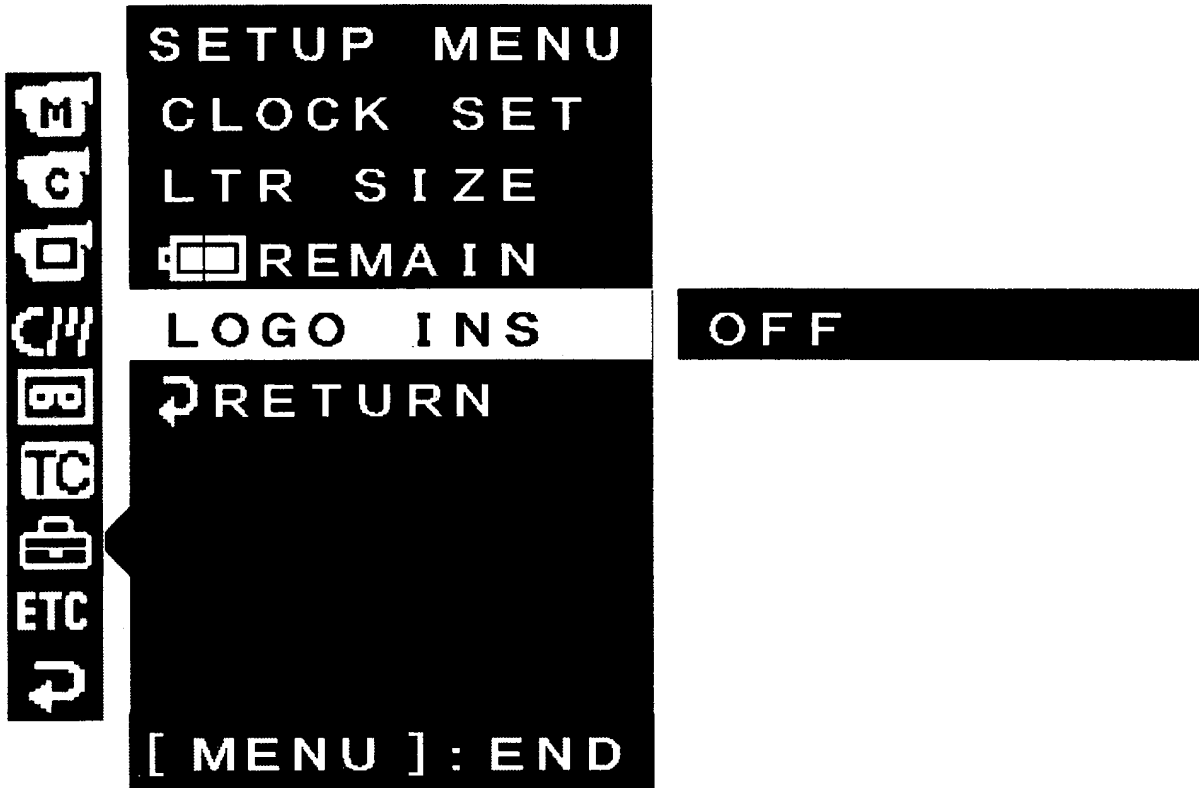 SETUP MENU
M
CLOCK SET
C
LTR SIZE
REMAIN
LOGO INS OFF
RETURN
TC
ETC
[ MENU ]: END